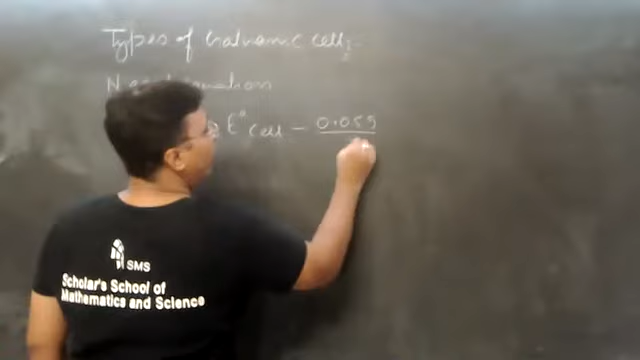 Types of Galvanic cell:-
E° cell - 0.059
SMS
Scholar's School of
Mathematics and Science